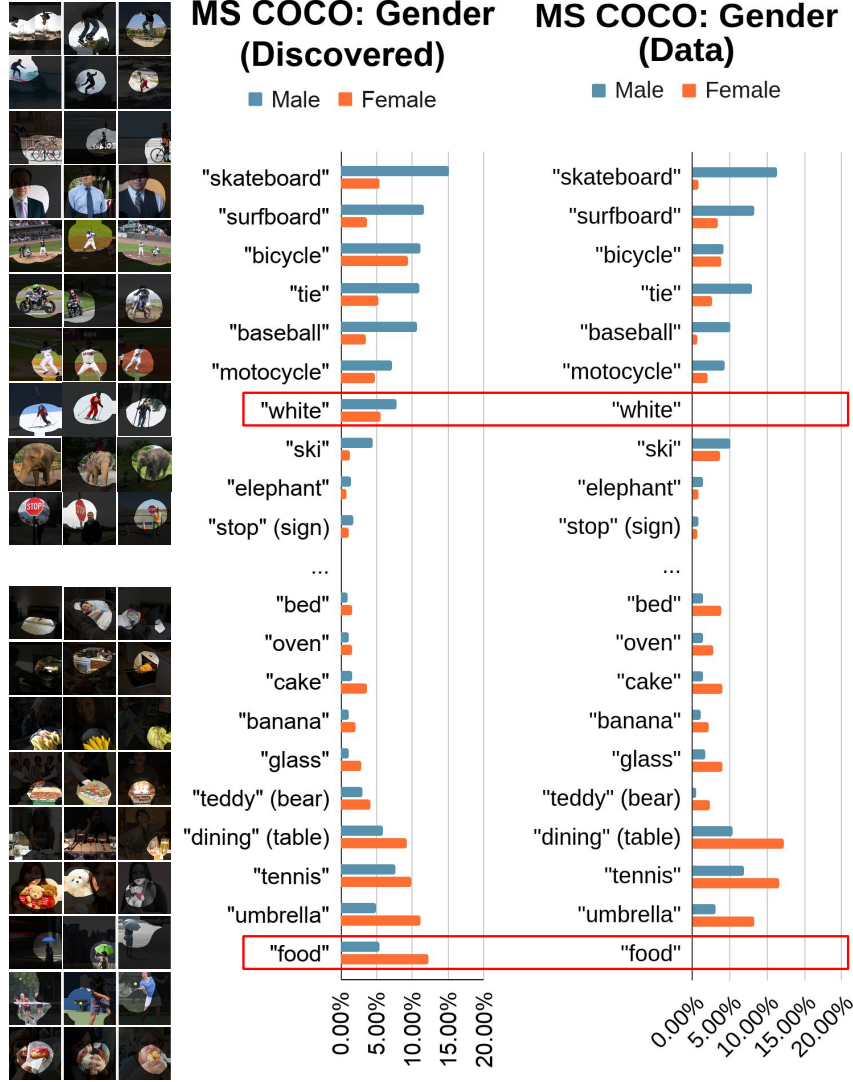 MS COCO: Gender
(Discovered)
Male Female
"skateboard"
"surfboard"
"bicycle"
"tie"
"baseball"
"motocycle"
"white"
"ski"
"elephant"
"stop" (sign)
...
"bed"
"oven"
"cake"
"banana"
"glass"
"teddy" (bear)
"dining" (table)
"tennis"
"umbrella"
"food"
0.00%
5.00%
10.00%
15.00%
20.00%
MS COCO: Gender
(Data)
Male Female
"skateboard"
"surfboard"
"bicycle"
"tie"
"baseball"
"motocycle"
"white"
"ski"
"elephant"
"stop" (sign)
...
"bed"
"oven"
"cake"
"banana"
"glass"
"teddy" (bear)
"dining" (table)
"tennis"
"umbrella"
"food"
0.00%
5.00%
10.00%
15.00%
20.00%
STOP